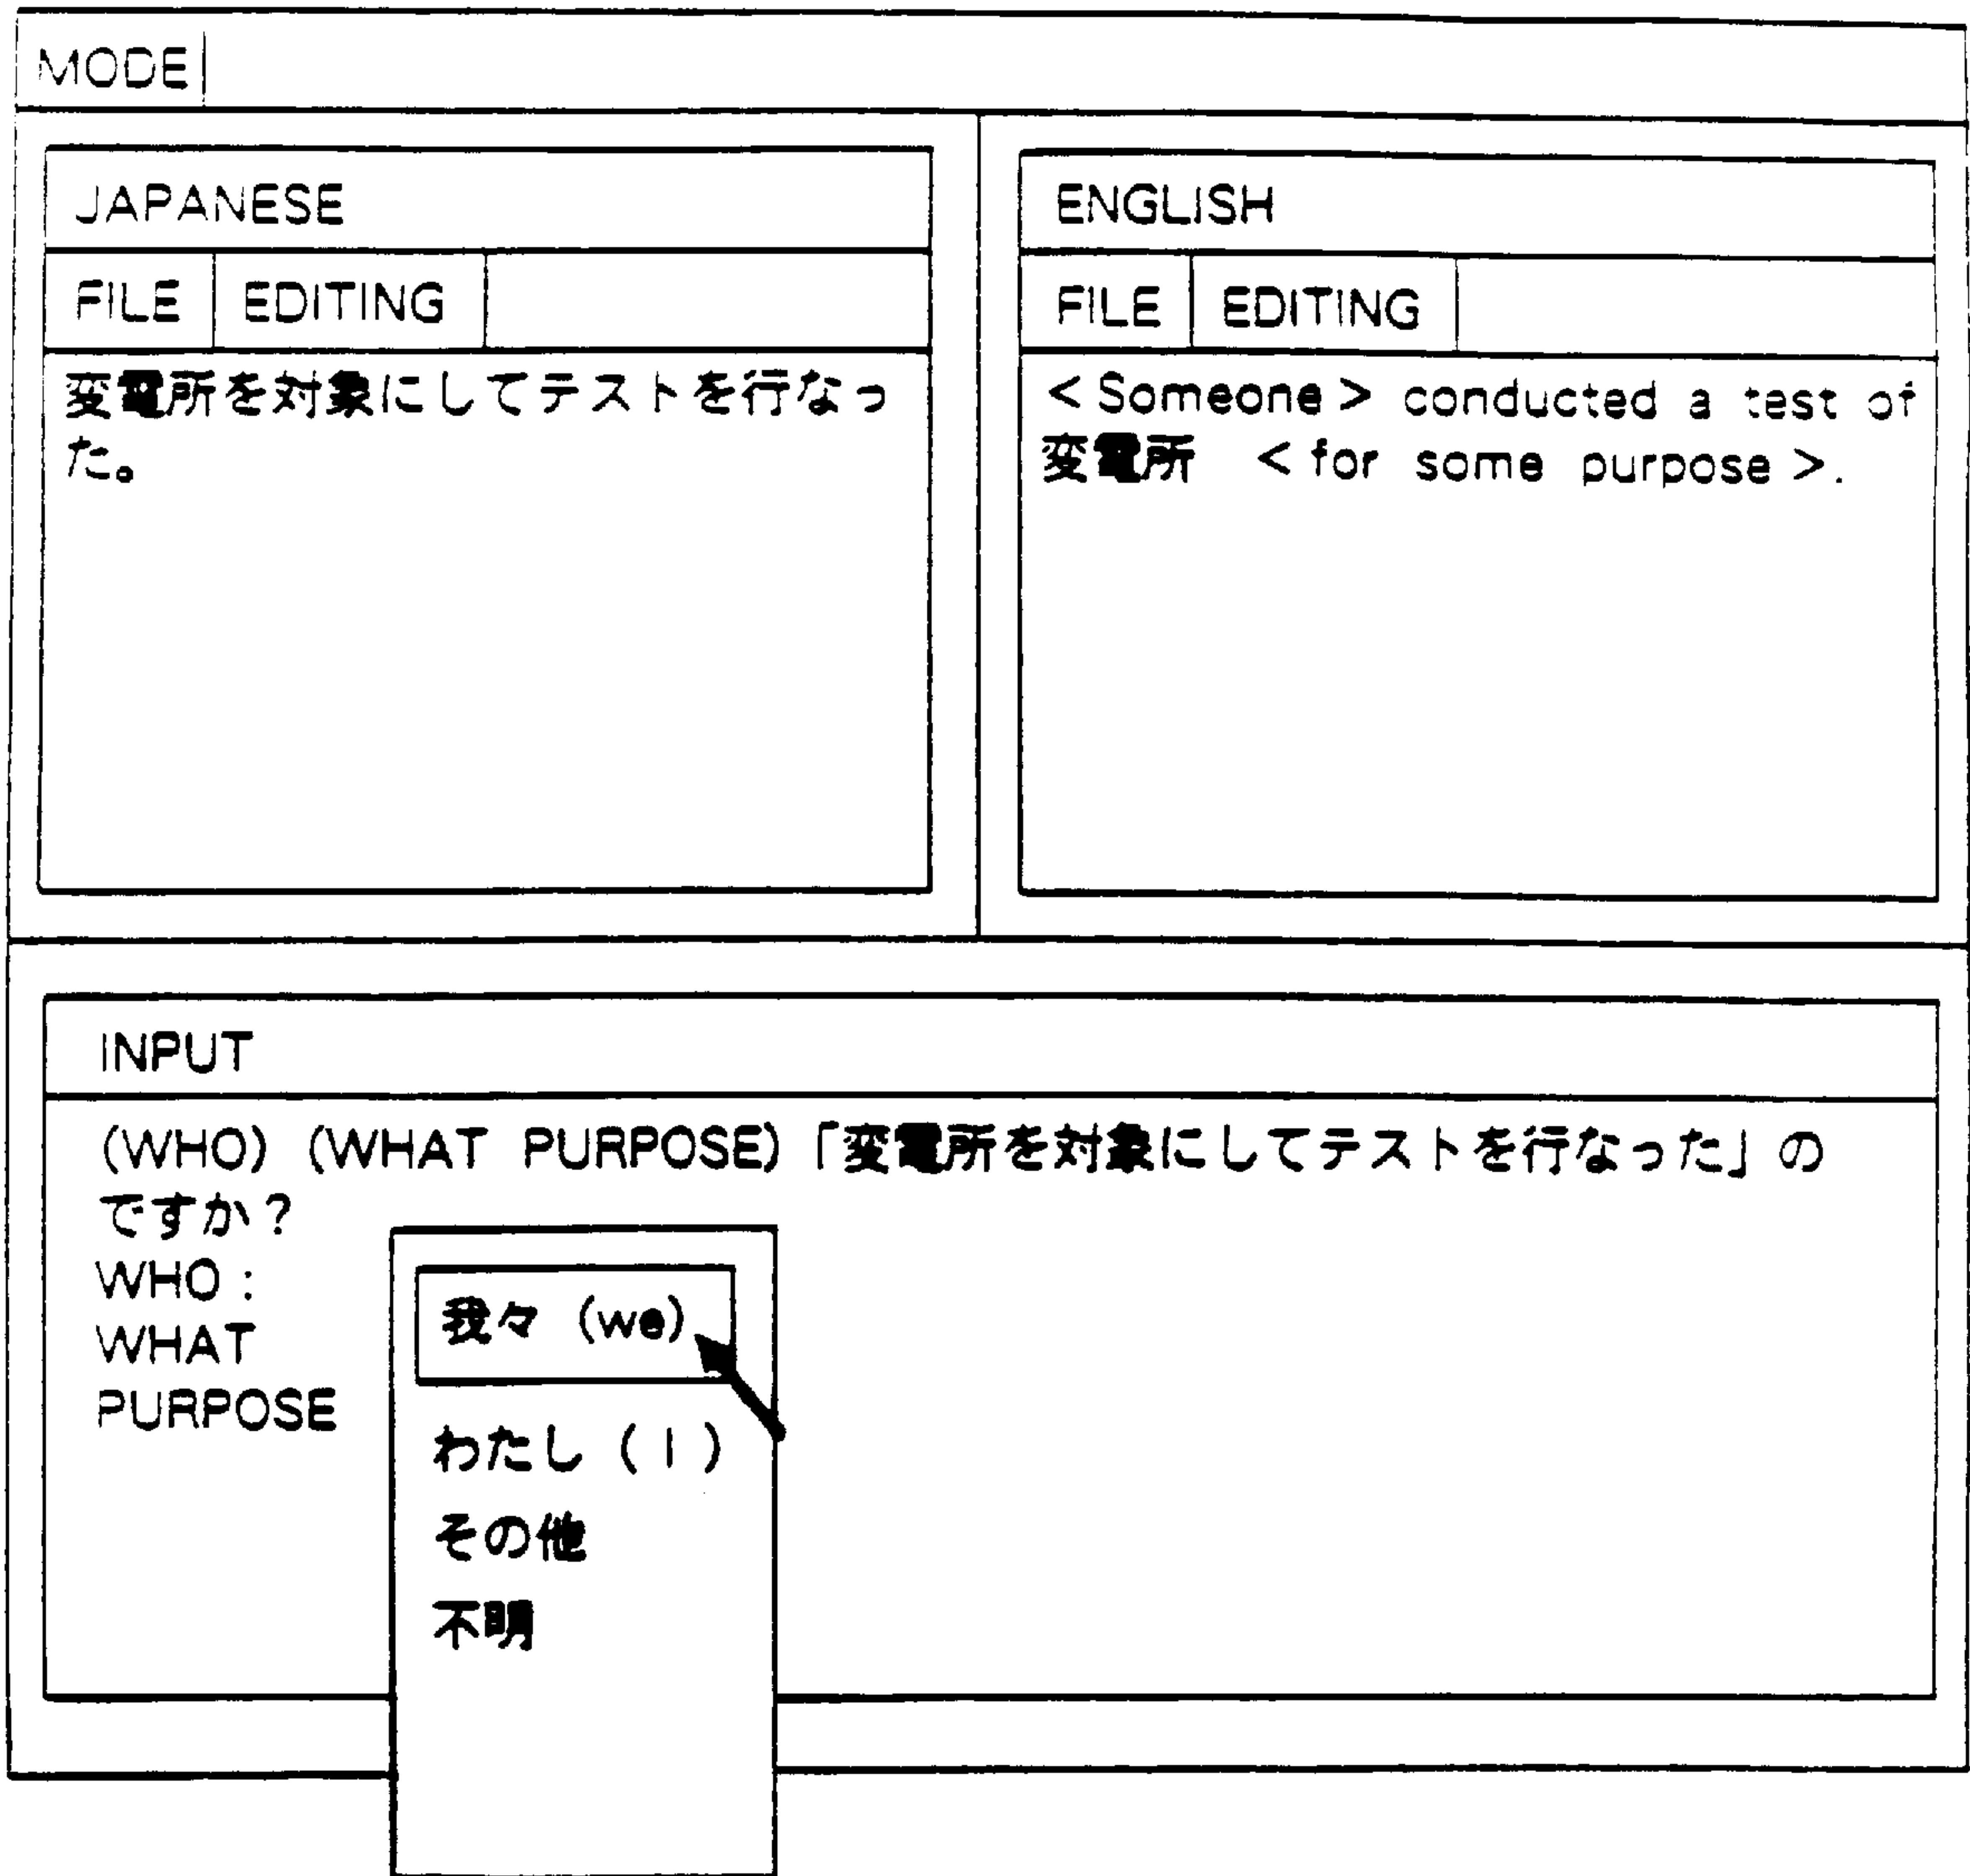 MODE
JAPANESE
FILE EDITING
変電所を対象にしてテストを行なっ
た。
ENGLISH
FILE EDITING
<Someone> conducted a test of
変電所 <for some purpose>.
INPUT
(WHO) (WHAT PURPOSE)「変電所を対象にしてテストを行なった」の
ですか？
WHO :
WHAT
PURPOSE
我々 (we)
わたし ( I )
その他
不明